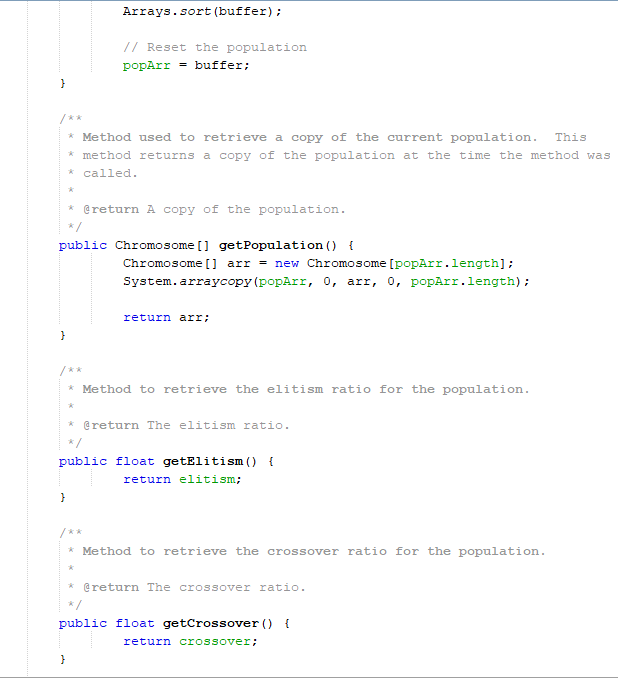 Arrays.sort(buffer);
// Reset the population
popArr = buffer;
}
/**
* Method used to retrieve a copy of the current population.  This
* method returns a copy of the population at the time the method was
* called.
*
* @return A copy of the population.
*/
public Chromosome[] getPopulation() {
Chromosome[] arr = new Chromosome[popArr.length];
System.arraycopy(popArr, 0, arr, 0, popArr.length);
return arr;
}
/**
* Method to retrieve the elitism ratio for the population.
*
* @return The elitism ratio.
*/
public float getElitism() {
return elitism;
}
/**
* Method to retrieve the crossover ratio for the population.
*
* @return The crossover ratio.
*/
public float getCrossover() {
return crossover;
}